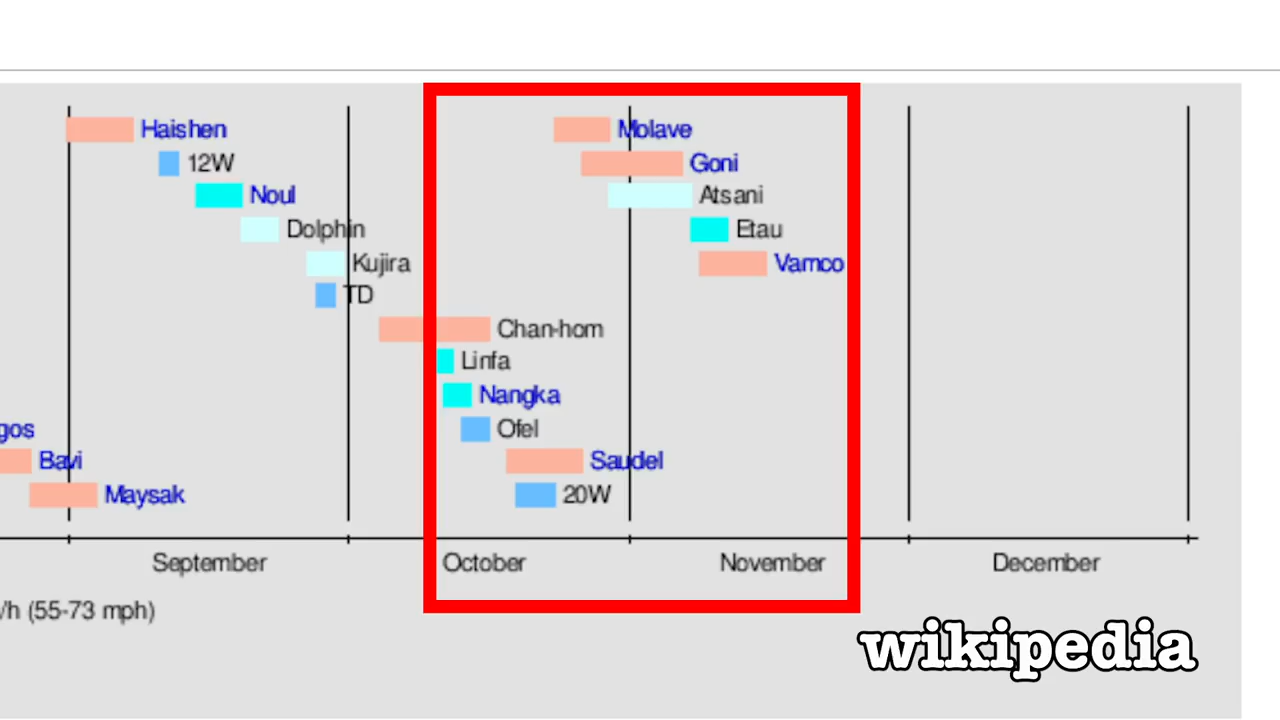 Haishen Molave
12W Goni
Noul Atsani
Dolphin Etau
Kujira Vamco
TD
Chan-hom
Linfa
Nangka
gos Ofel
Bavi Saudel
Maysak 20W
September October November December
/h (55-73 mph)
wikipedia